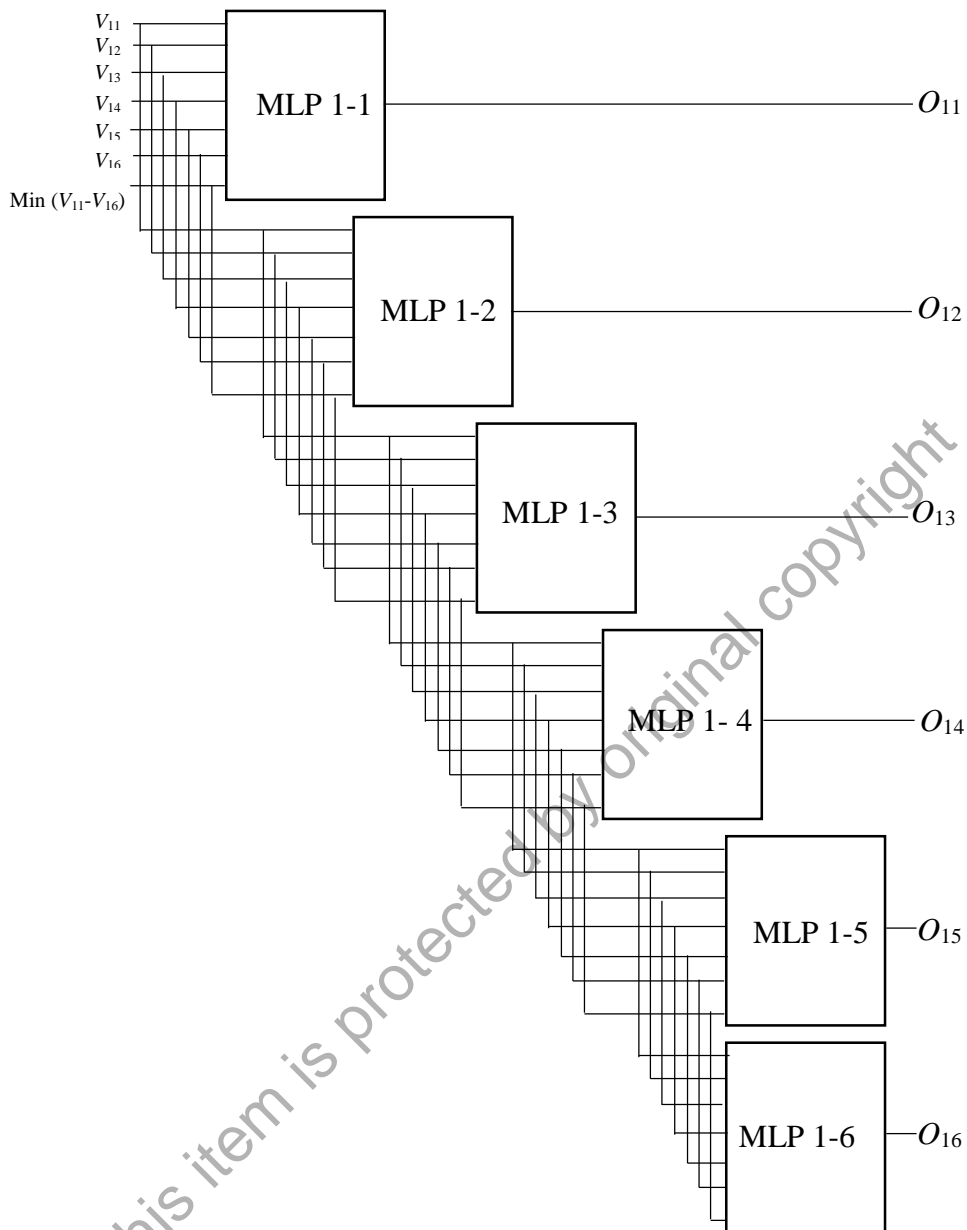 V₁₁
V₁₂
V₁₃
V₁₄
V₁₅
V₁₆
Min (V₁₁-V₁₆)
MLP 1-1
O₁₁
MLP 1-2
O₁₂
MLP 1-3
O₁₃
MLP 1- 4
O₁₄
MLP 1-5
O₁₅
MLP 1-6
O₁₆
his item is protected by original copyright